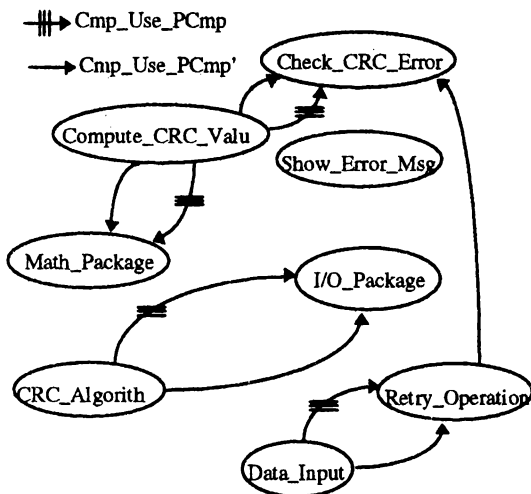 Cmp_Use_PCmp
Cmp_Use_PCmp'
Check_CRC_Error
Compute_CRC_Valu
Show_Error_Msg
Math_Package
I/O_Package
CRC_Algorith
Retry_Operation
Data_Input